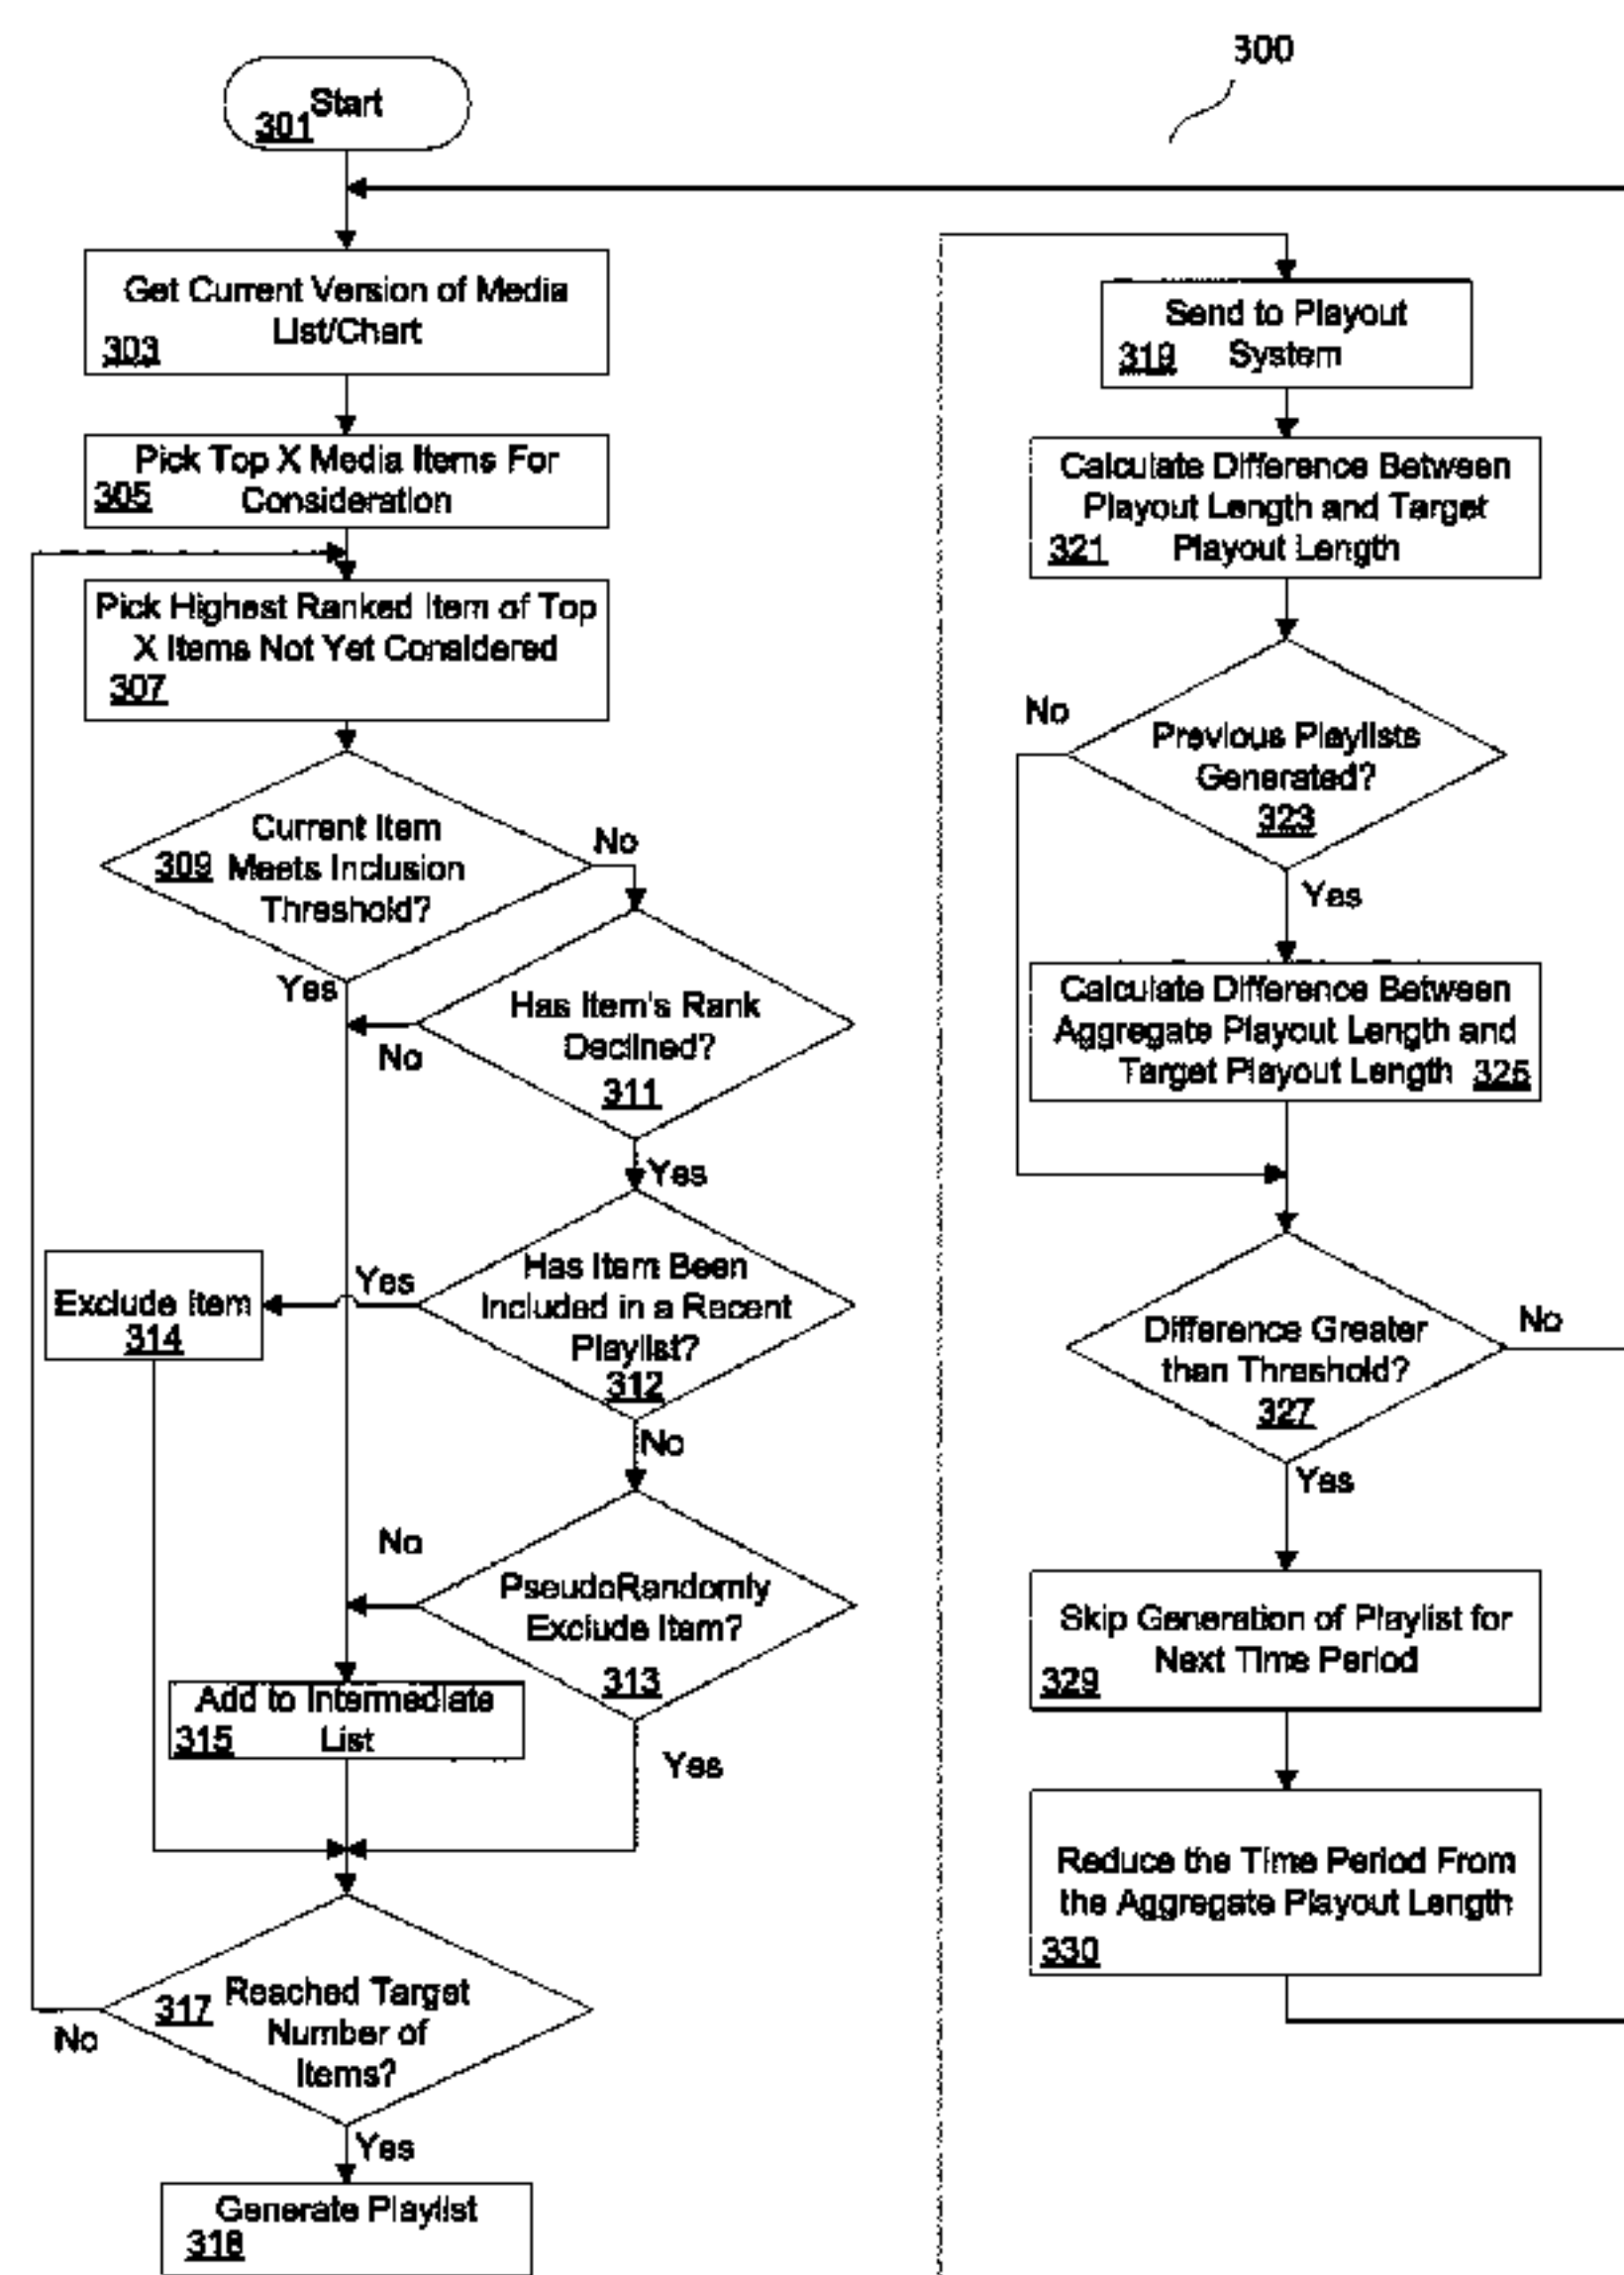 300
Start
301
Get Current Version of Media
List/Chart
303
Pick Top X Media Items For
305 Consideration
Pick Highest Ranked Item of Top
X Items Not Yet Considered
307
Current Item
309 Meets Inclusion
Threshold?
No
Yes
Has Item's Rank
Declined?
311
No
Yes
Has Item Been
Included in a Recent
Playlist?
312
Yes
Exclude Item
314
No
PseudoRandomly
Exclude Item?
313
No
Yes
Add to Intermediate
315 List
317 Reached Target
Number of
Items?
No
Yes
Generate Playlist
318
Send to Playout
319 System
Calculate Difference Between
Playout Length and Target
321 Playout Length
Previous Playlists
Generated?
323
No
Yes
Calculate Difference Between
Aggregate Playout Length and
Target Playout Length 325
Difference Greater
than Threshold?
327
No
Yes
Skip Generation of Playlist for
Next Time Period
329
Reduce the Time Period From
the Aggregate Playout Length
330